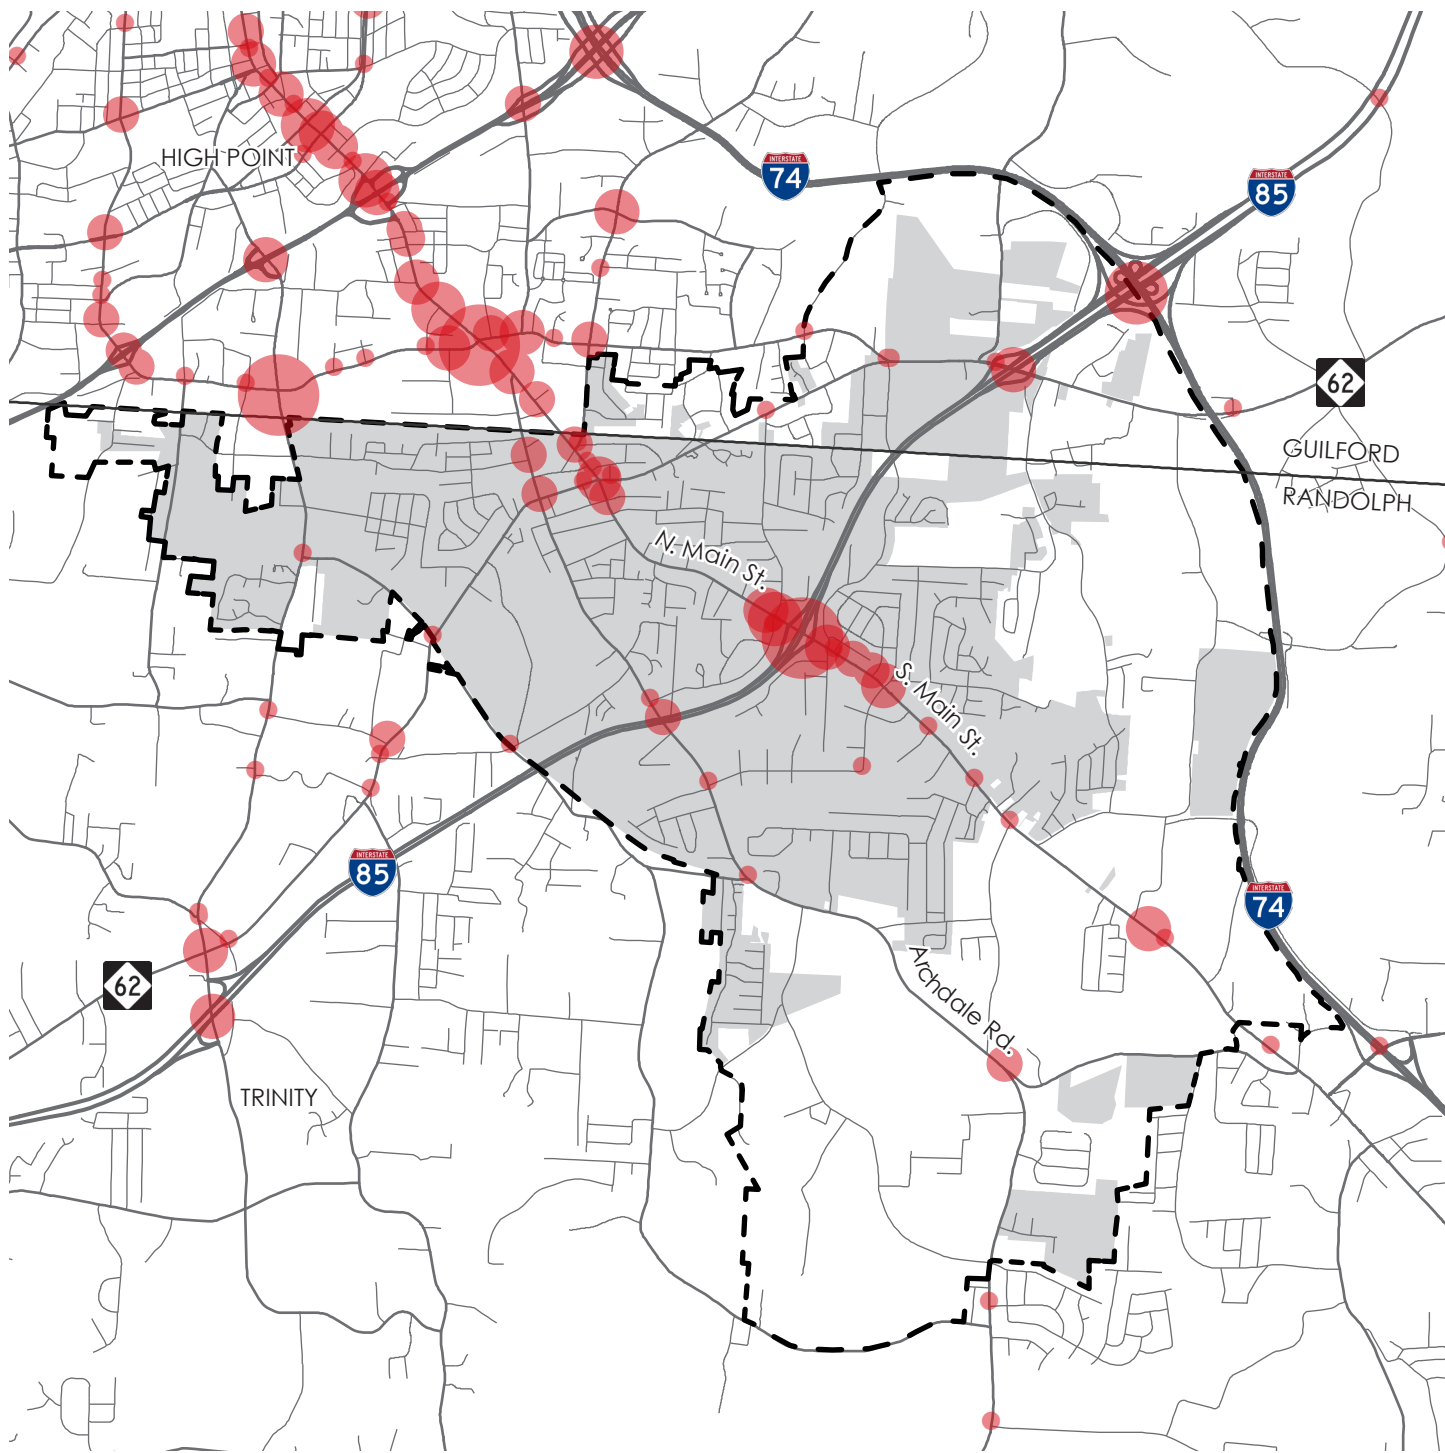 HIGH POINT
INTERSTATE
74
INTERSTATE
85
62
GUILFORD
RANDOLPH
N. Main St.
S. Main St.
INTERSTATE
85
INTERSTATE
74
62
Archdale Rd.
TRINITY